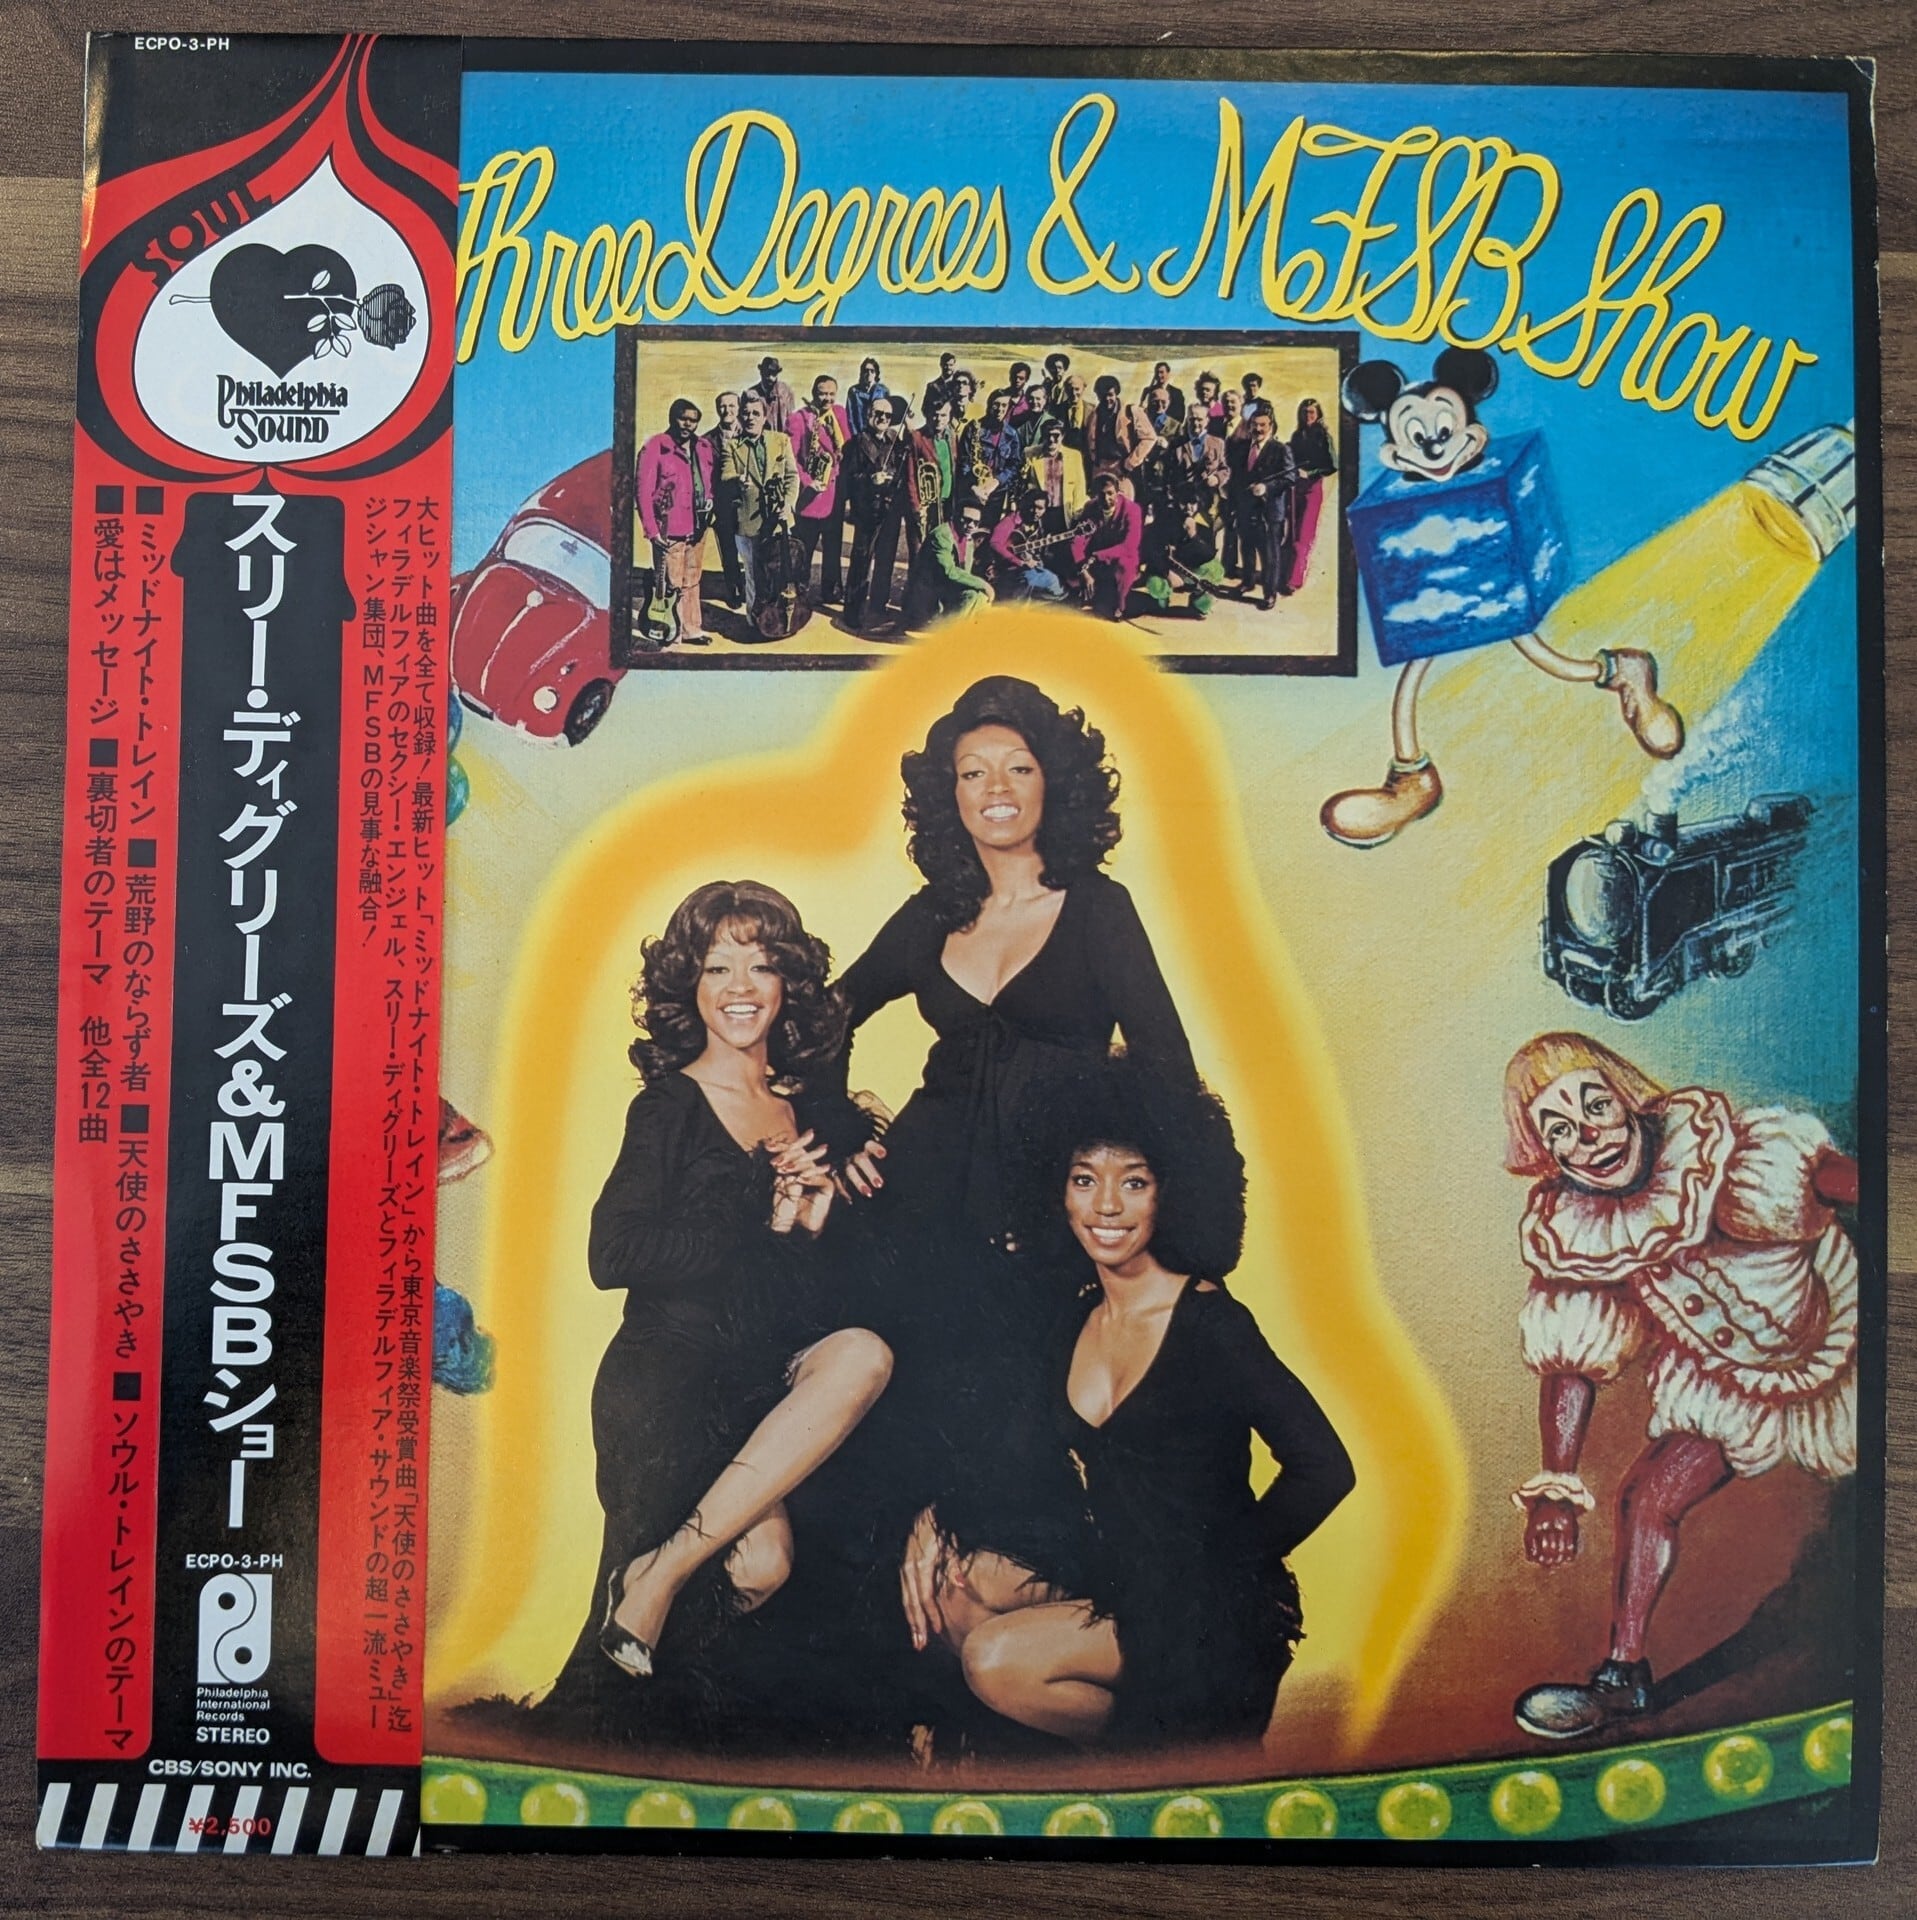 ECPO-3-PH
SOUL
Philadelphia
SOUND
Three Degrees & MFSB Show
大ヒット曲を全て収録!最新ヒット「ミッドナイト・トレイン」から東京音楽祭受賞曲「天使のささやき」迄
フィラデルフィアのセクシー・エンジェル、スリー・ディグリーズとフィラデルフィア・サウンドの超一流ミュー
ジシャン集団、MFSBの見事な融合!
スリー・ディグリーズ&MFSBショー
■ミッドナイト・トレイン ■荒野のならず者 ■天使のささやき ■ソウル・トレインのテーマ
■愛はメッセージ ■裏切者のテーマ 他全12曲
ECPO-3-PH
Philadelphia
International
Records
STEREO
CBS/SONY INC.
¥2,500